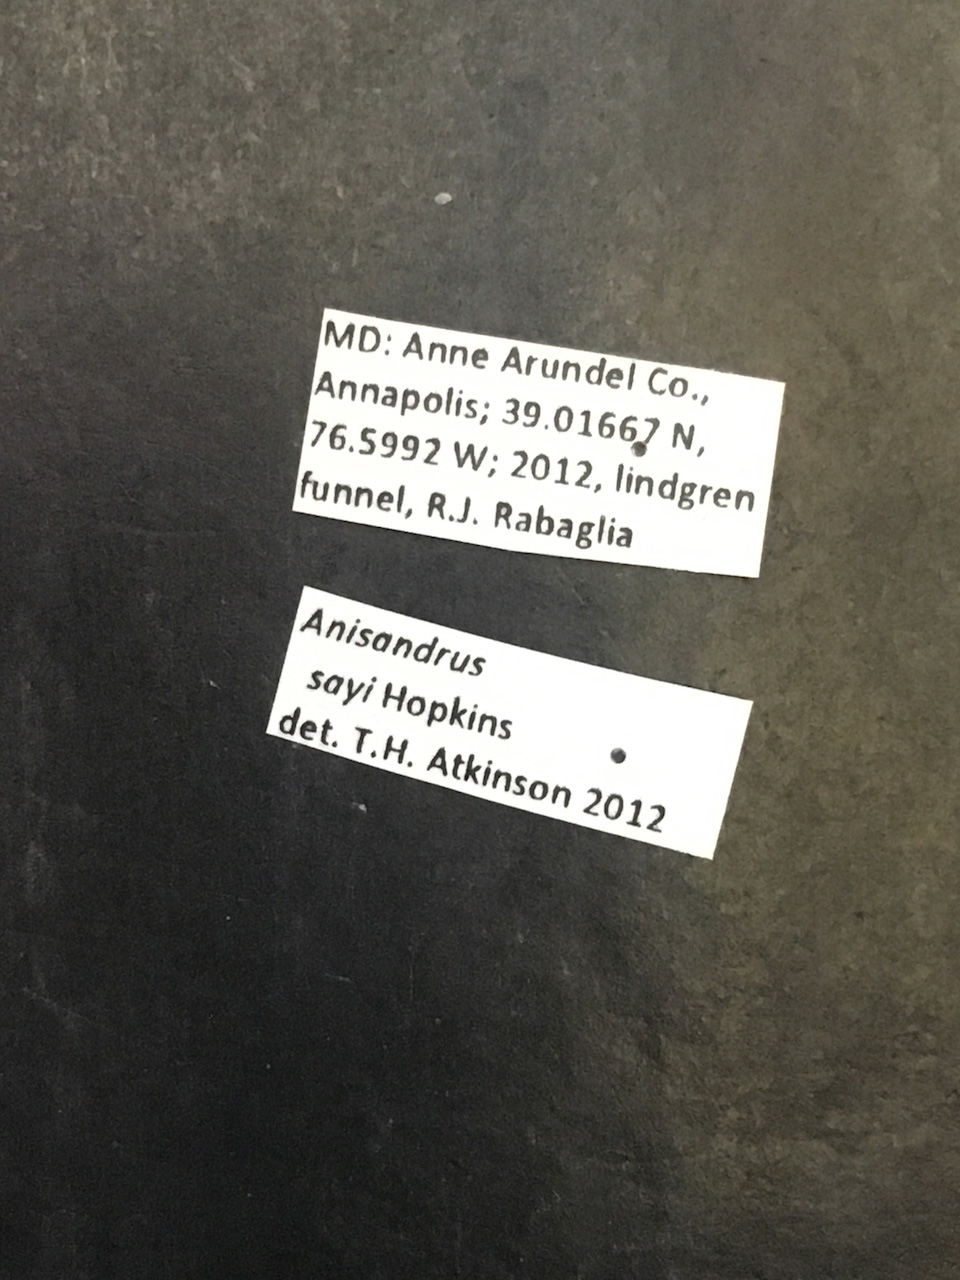 MD: Anne Arundel Co.,
Annapolis; 39.01667 N,
76.5992 W; 2012, lindgren
funnel, R.J. Rabaglia
Anisandrus
sayi Hopkins
det. T.H. Atkinson 2012